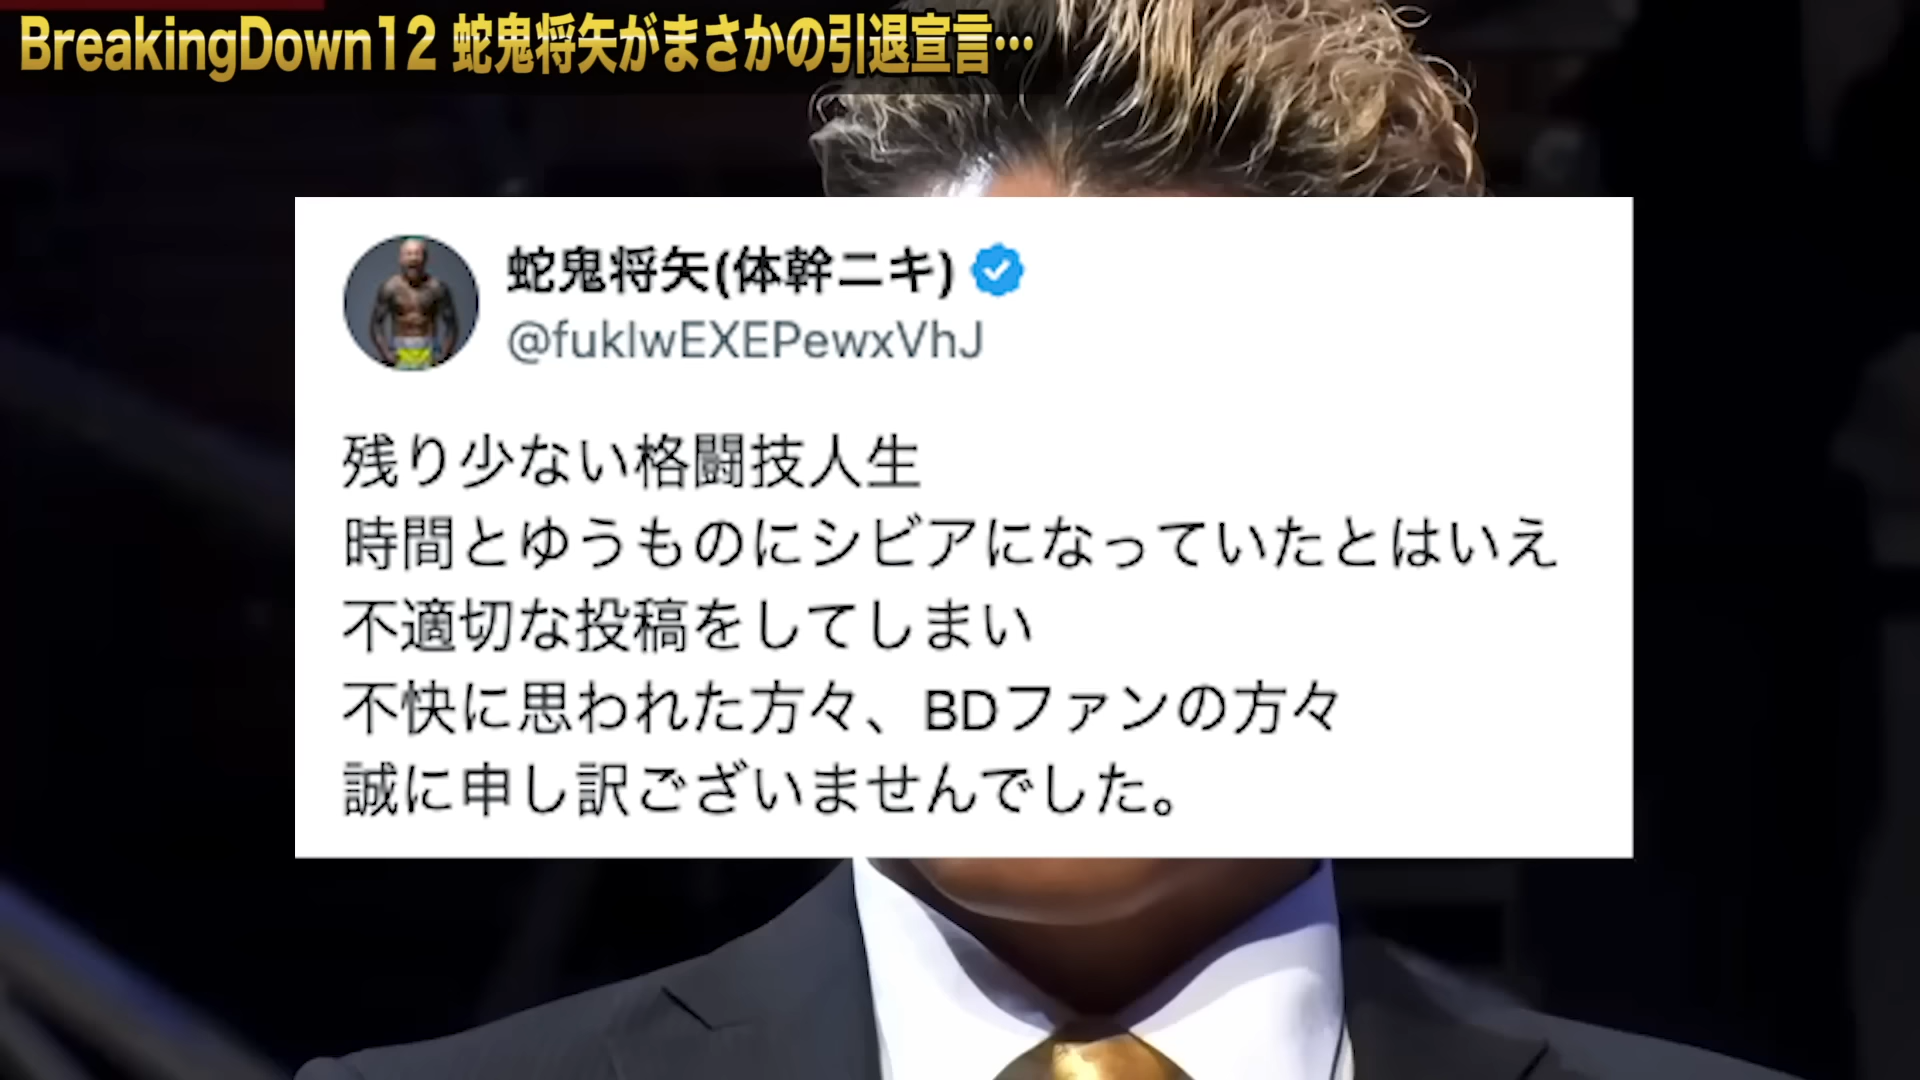 BreakingDown12 蛇鬼将矢がまさかの引退宣言…
蛇鬼将矢(体幹ニキ)
@fuklwEXEPewxVhJ
残り少ない格闘技人生
時間とゆうものにシビアになっていたとはいえ
不適切な投稿をしてしまい
不快に思われた方々、BDファンの方々
誠に申し訳ございませんでした。